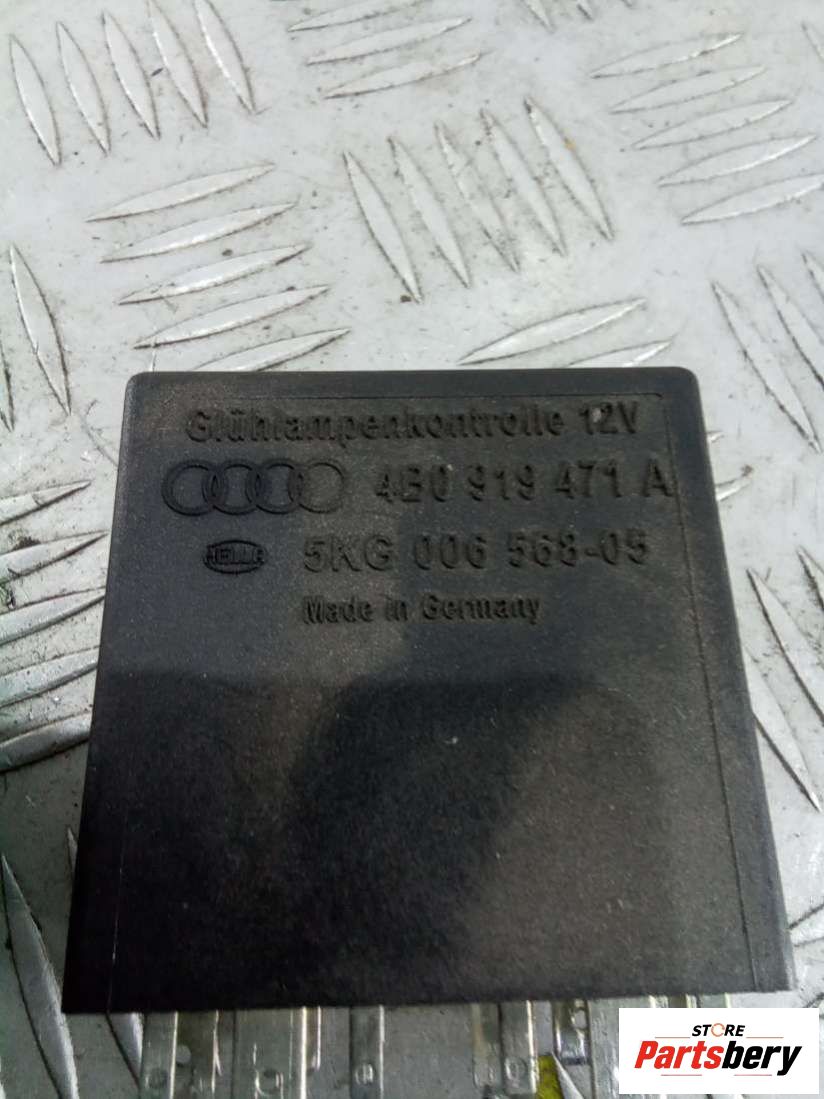 Glühlampenkontrolle 12V
4B0 919 471 A
HELLA 5KG 006 568-05
Made in Germany
STORE
Partsbery